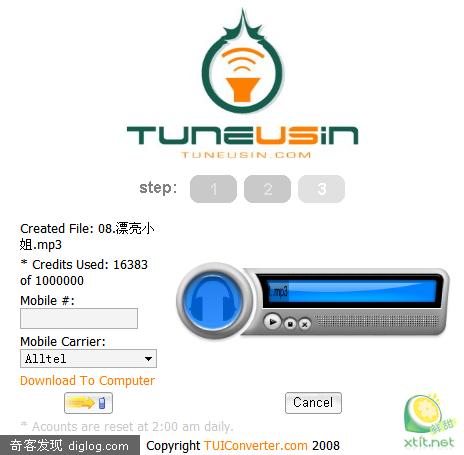 TUNEUSiN
TUNEUSIN.COM
step: 1 2 3
Created File: 08.漂亮小
姐.mp3
* Credits Used: 16383
of 1000000
Mobile #:
Mobile Carrier:
Alltel
Download To Computer
.mp3
Cancel
* Acounts are reset at 2:00 am daily.
奇客发现 diglog.com
Copyright TUIConverter.com 2008
鲜甜
xtit.net